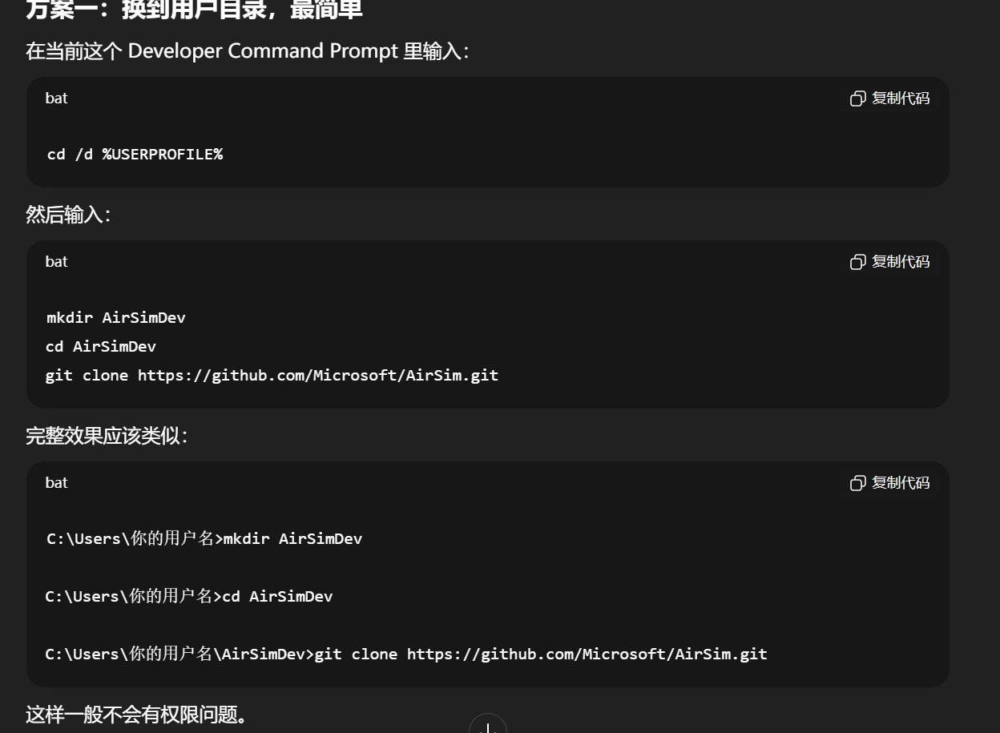 方案一：换到用户目录，最简单
在当前这个 Developer Command Prompt 里输入：
bat
复制代码
cd /d %USERPROFILE%
然后输入：
bat
复制代码
mkdir AirSimDev
cd AirSimDev
git clone https://github.com/Microsoft/AirSim.git
完整效果应该类似：
bat
复制代码
C:\Users\你的用户名>mkdir AirSimDev
C:\Users\你的用户名>cd AirSimDev
C:\Users\你的用户名\AirSimDev>git clone https://github.com/Microsoft/AirSim.git
这样一般不会有权限问题。